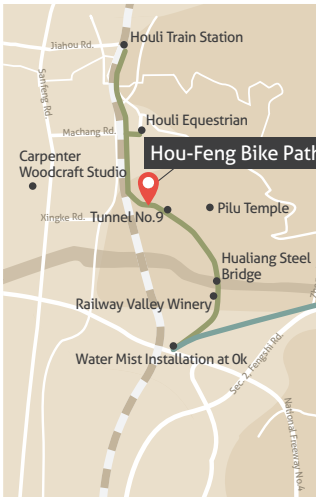 Houli Train Station
Jiahou Rd.
Sanfeng Rd.
Houli Equestrian
Machang Rd.
Hou-Feng Bike Path
Carpenter
Woodcraft Studio
Tunnel No.9
Pilu Temple
Xingke Rd.
Hualiang Steel
Bridge
Railway Valley Winery
Water Mist Installation at 0k
Sec. 2, Fengshi Rd.
National Freeway No.4